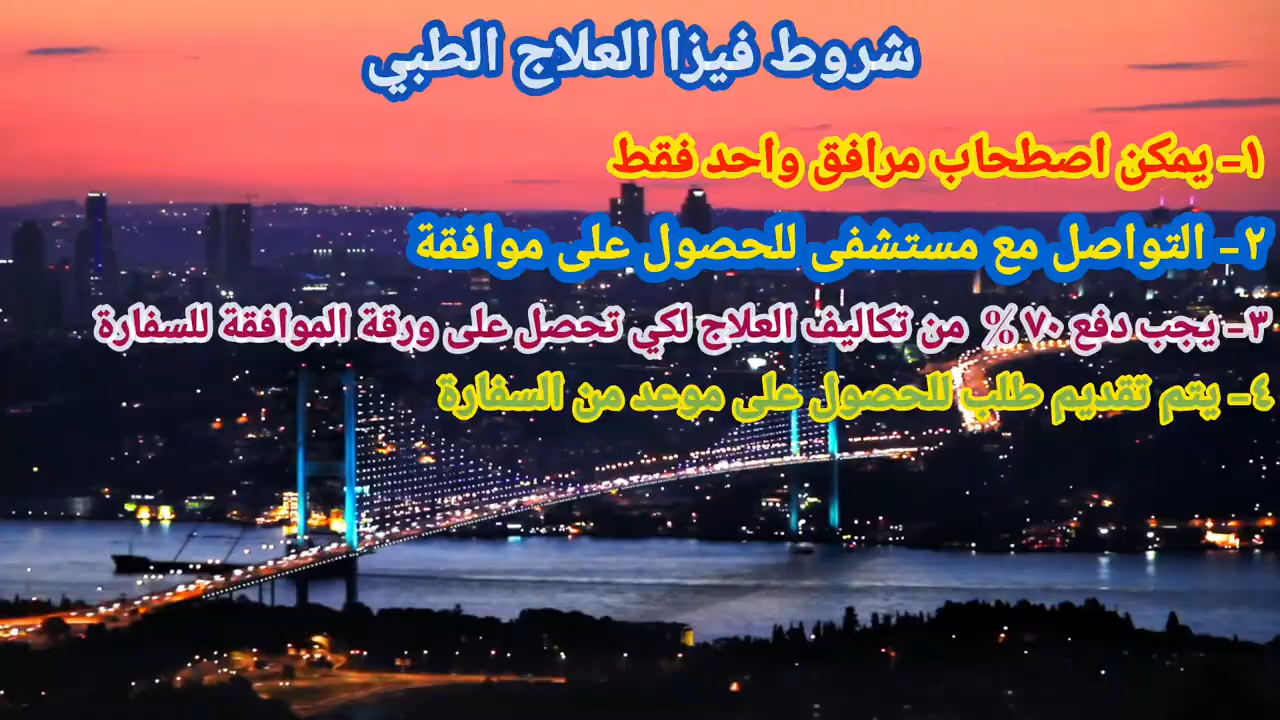 شروط فيزا العلاج الطبي
١- يمكن اصطحاب مرافق واحد فقط
٢- التواصل مع مستشفى للحصول على موافقة
٣- يجب دفع ٧٠% من تكاليف العلاج لكي تحصل على ورقة الموافقة للسفارة
٤- يتم تقديم طلب للحصول على موعد من السفارة